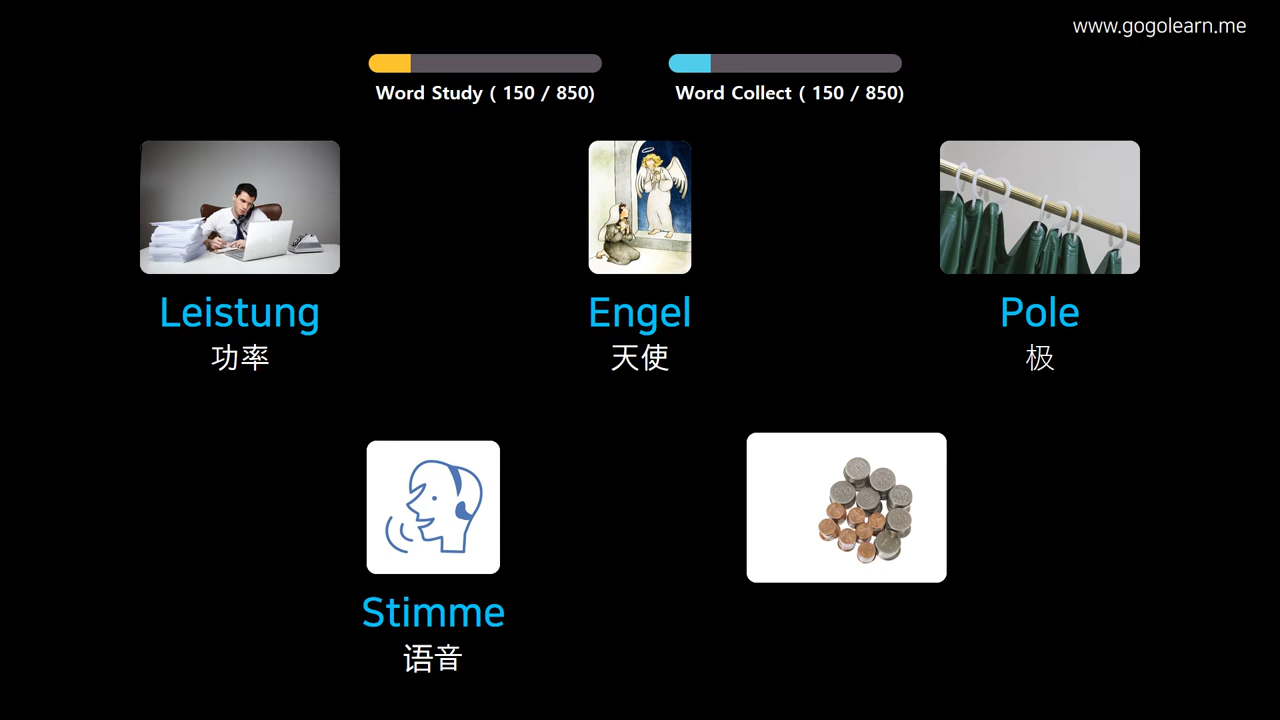 www.gogolearn.me
Word Study ( 150 / 850)
Word Collect ( 150 / 850)
Leistung
功率
Engel
天使
Pole
极
Stimme
语音